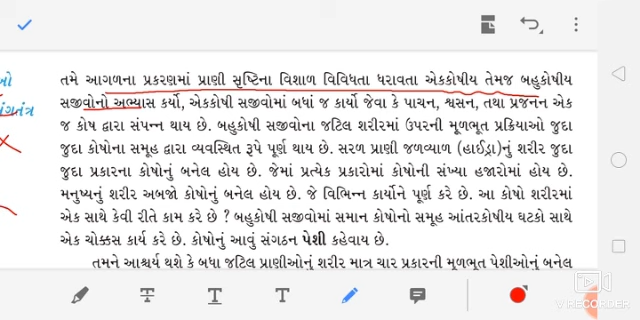 તમે આગળના પ્રકરણમાં પ્રાણી સૃષ્ટિના વિશાળ વિવિધતા ધરાવતા એકકોષીય તેમજ બહુકોષીય
સજીવોનો અભ્યાસ કર્યો, એકકોષી સજીવોમાં બધાં જ કાર્યો જેવા કે પાચન, શ્વસન, તથા પ્રજનન એક
જ કોષ દ્વારા સંપન્ન થાય છે. બહુકોષી સજીવોના જટિલ શરીરમાં ઉપરની મૂળભૂત પ્રક્રિયાઓ જુદા
જુદા કોષોના સમૂહ દ્વારા વ્યવસ્થિત રૂપે પૂર્ણ થાય છે. સરળ પ્રાણી જળવ્યાળ (હાઈડ્રા)નું શરીર જુદા
જુદા પ્રકારના કોષોનું બનેલ હોય છે. જેમાં પ્રત્યેક પ્રકારોમાં કોષોની સંખ્યા હજારોમાં હોય છે.
મનુષ્યનું શરીર અબજો કોષોનું બનેલ હોય છે. જે વિભિન્ન કાર્યોને પૂર્ણ કરે છે. આ કોષો શરીરમાં
એક સાથે કેવી રીતે કામ કરે છે ? બહુકોષી સજીવોમાં સમાન કોષોનો સમૂહ આંતરકોષીય ઘટકો સાથે
એક ચોક્કસ કાર્ય કરે છે. કોષોનું આવું સંગઠન પેશી કહેવાય છે.
તમને આશ્ચર્ય થશે કે બધા જટિલ પ્રાણીઓનું શરીર માત્ર ચાર પ્રકારની મૂળભૂત પેશીઓનું બનેલ
T T T
V RECORDER